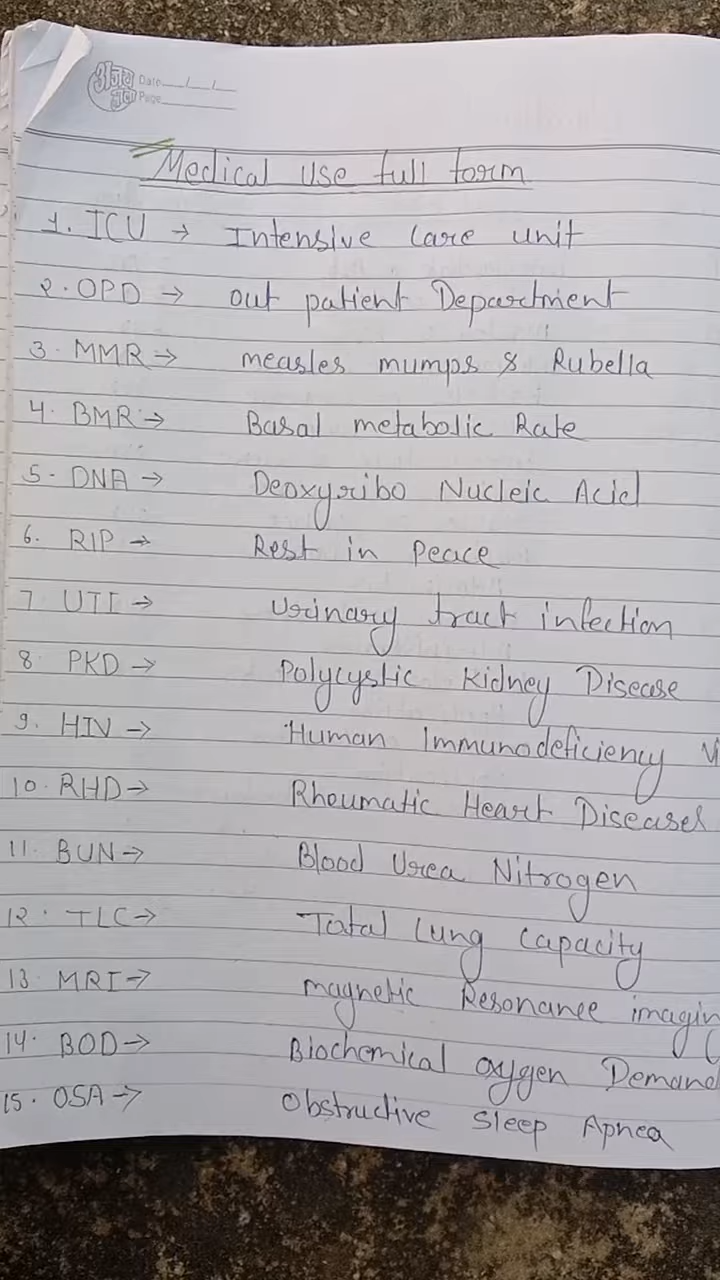 Date
Page
Medical Use full form
1. ICU → Intensive Care unit
2. OPD → out patient Department
3. MMR → measles mumps & Rubella
4. BMR → Basal metabolic Rate
5. DNA → Deoxyribo Nucleic Acid
6. RIP → Rest in peace
7. UTI → Urinary tract infection
8. PKD → Polycystic Kidney Disease
9. HIV → Human Immunodeficiency
10. RHD → Rheumatic Heart Diseases
11. BUN → Blood Urea Nitrogen
12. TLC → Total Lung Capacity
13. MRI → magnetic Resonance imagin
14. BOD → Biochemical oxygen Demand
15. OSA → Obstructive Sleep Apnea